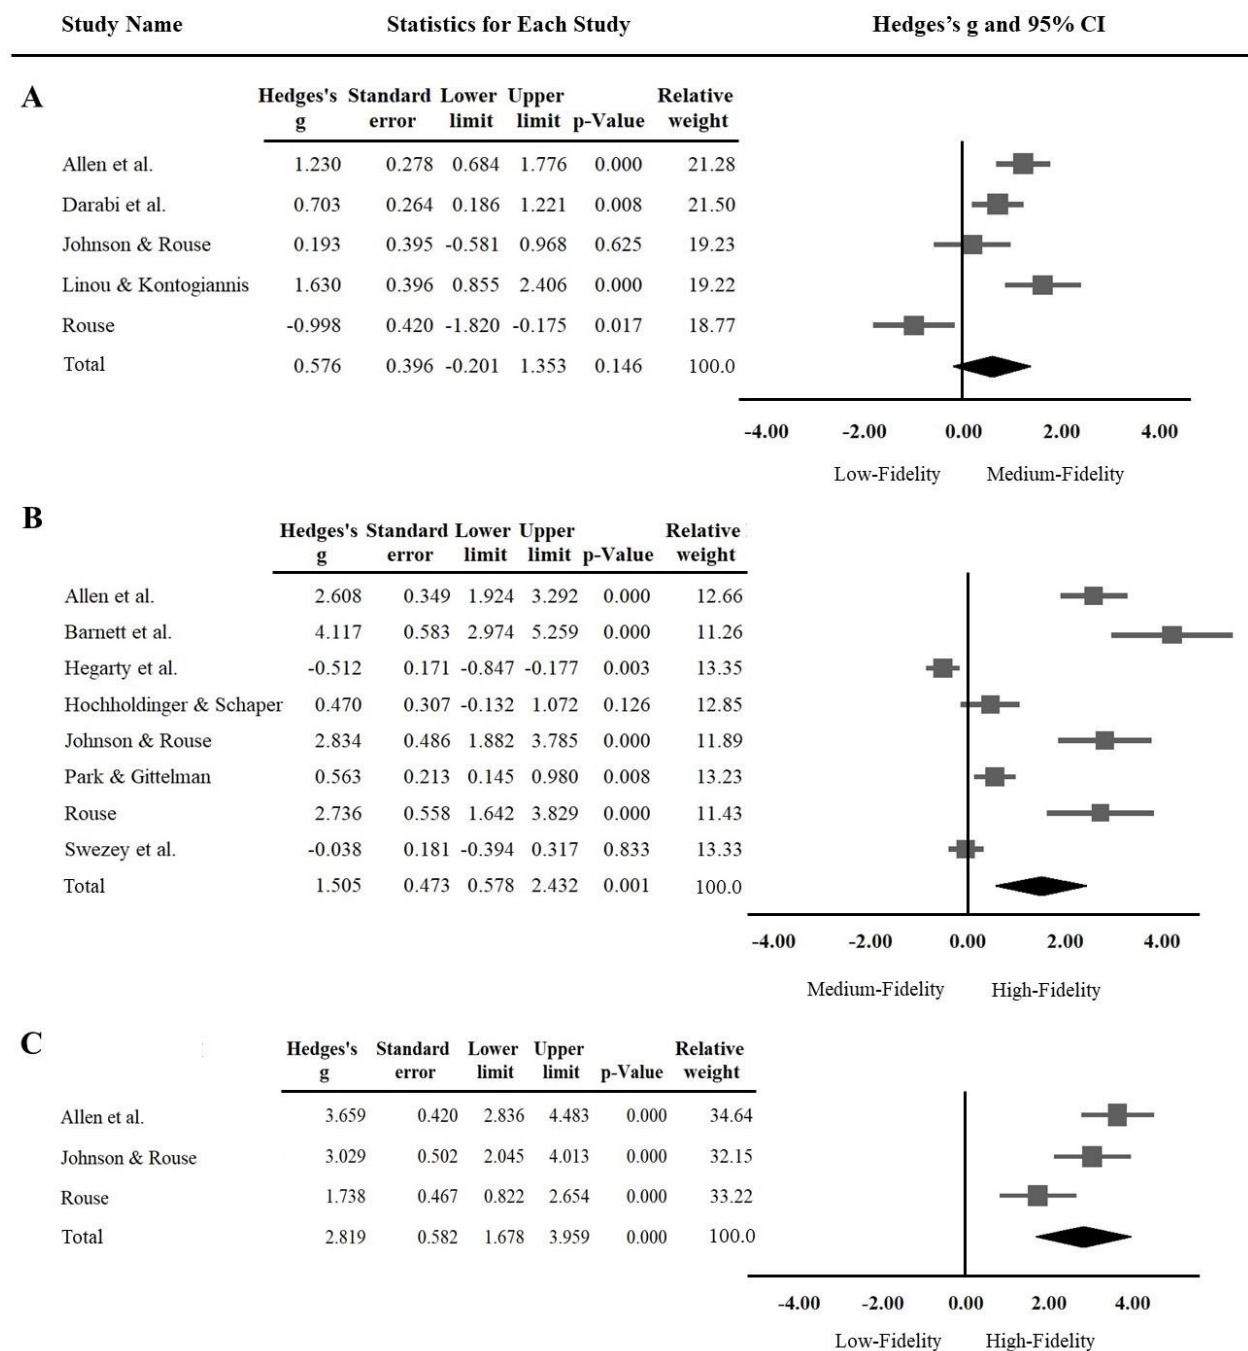 Study Name Statistics for Each Study Hedges’s g and 95% CI
A
Hedges's Standard Lower Upper Relative
g error limit limit p-Value weight
Allen et al. 1.230 0.278 0.684 1.776 0.000 21.28
Darabi et al. 0.703 0.264 0.186 1.221 0.008 21.50
Johnson & Rouse 0.193 0.395 -0.581 0.968 0.625 19.23
Linou & Kontogiannis 1.630 0.396 0.855 2.406 0.000 19.22
Rouse -0.998 0.420 -1.820 -0.175 0.017 18.77
Total 0.576 0.396 -0.201 1.353 0.146 100.0
-4.00 -2.00 0.00 2.00 4.00
Low-Fidelity Medium-Fidelity
B
Hedges's Standard Lower Upper Relative
g error limit limit p-Value weight
Allen et al. 2.608 0.349 1.924 3.292 0.000 12.66
Barnett et al. 4.117 0.583 2.974 5.259 0.000 11.26
Hegarty et al. -0.512 0.171 -0.847 -0.177 0.003 13.35
Hochholdinger & Schaper 0.470 0.307 -0.132 1.072 0.126 12.85
Johnson & Rouse 2.834 0.486 1.882 3.785 0.000 11.89
Park & Gittelman 0.563 0.213 0.145 0.980 0.008 13.23
Rouse 2.736 0.558 1.642 3.829 0.000 11.43
Swezey et al. -0.038 0.181 -0.394 0.317 0.833 13.33
Total 1.505 0.473 0.578 2.432 0.001 100.0
-4.00 -2.00 0.00 2.00 4.00
Medium-Fidelity High-Fidelity
C
Hedges's Standard Lower Upper Relative
g error limit limit p-Value weight
Allen et al. 3.659 0.420 2.836 4.483 0.000 34.64
Johnson & Rouse 3.029 0.502 2.045 4.013 0.000 32.15
Rouse 1.738 0.467 0.822 2.654 0.000 33.22
Total 2.819 0.582 1.678 3.959 0.000 100.0
-4.00 -2.00 0.00 2.00 4.00
Low-Fidelity High-Fidelity